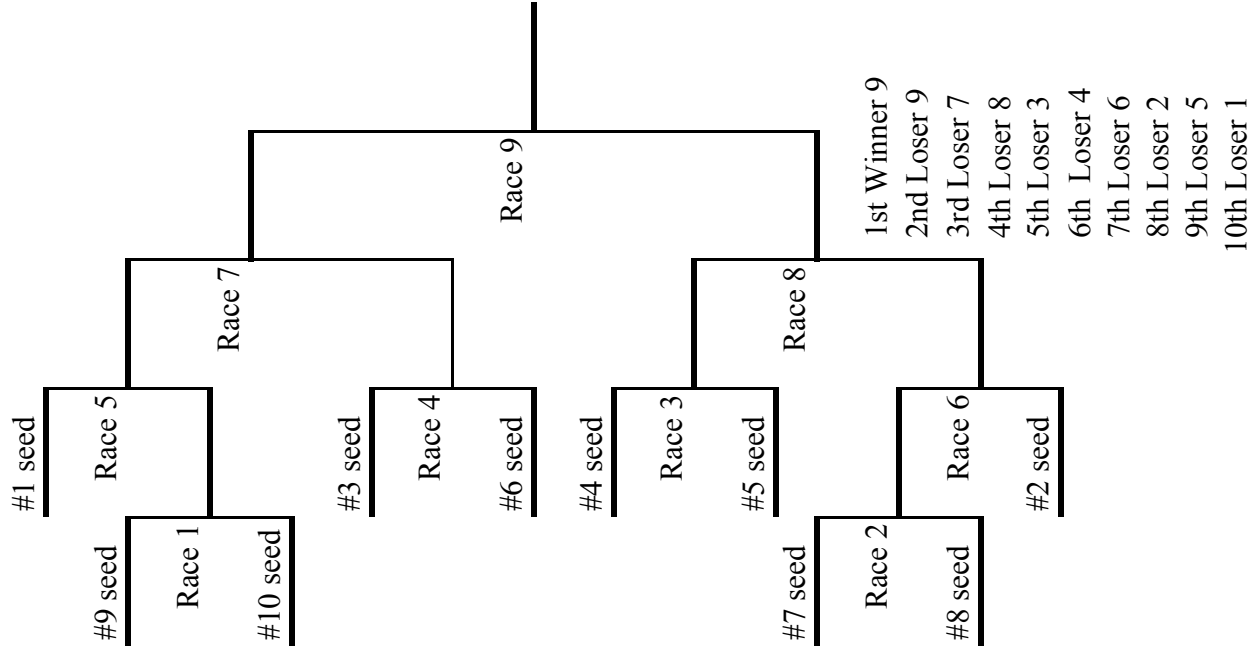 #1 seed
Race 5
#9 seed
Race 1
#10 seed
Race 7
#3 seed
Race 4
#6 seed
Race 9
#4 seed
Race 3
#5 seed
Race 8
#7 seed
Race 2
#8 seed
Race 6
#2 seed
1st Winner 9
2nd Loser 9
3rd Loser 7
4th Loser 8
5th Loser 3
6th Loser 4
7th Loser 6
8th Loser 2
9th Loser 5
10th Loser 1